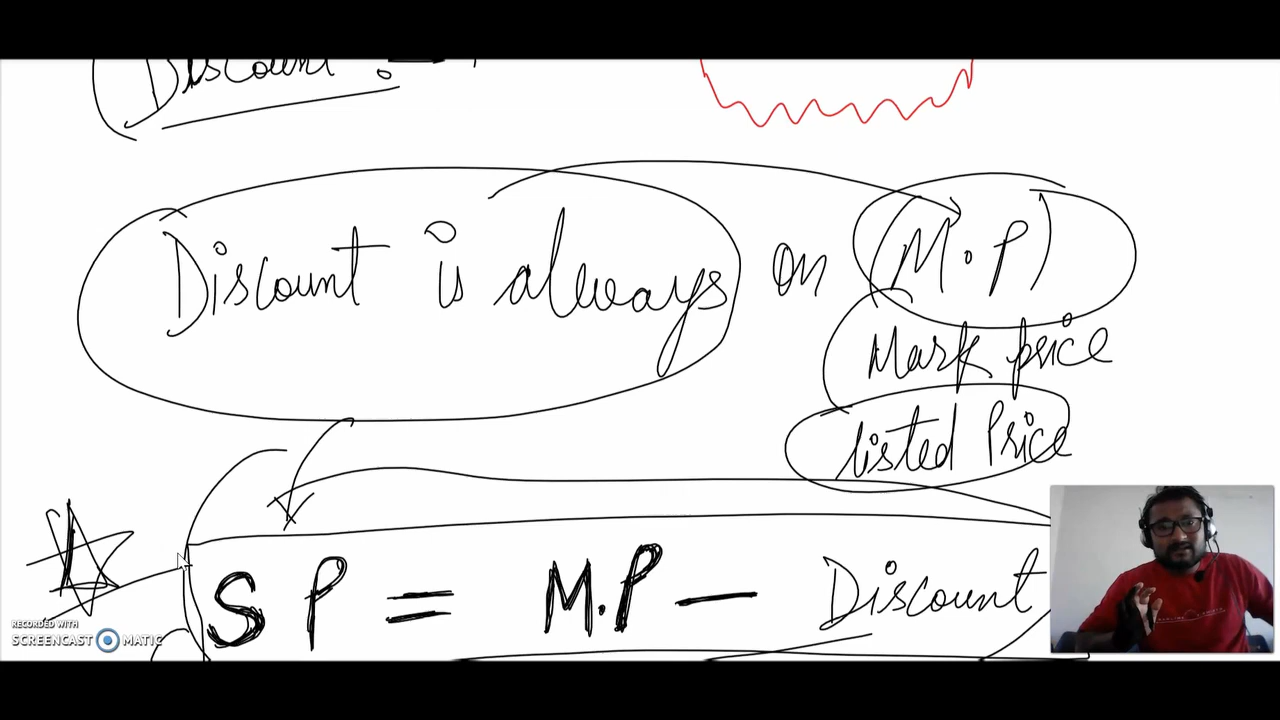 Discount :-
Discount is always on (M.P)
Mark price
listed Price
SP = M.P - Discount
RECORDED WITH
SCREENCAST MATIC